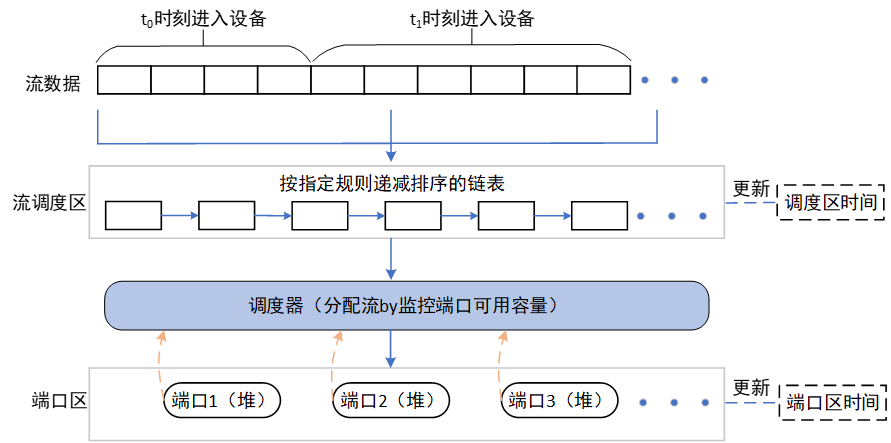 t₀时刻进入设备
t₁时刻进入设备
流数据
按指定规则递减排序的链表
流调度区
更新
调度区时间
调度器（分配流by监控端口可用容量）
端口区
端口1（堆）
端口2（堆）
端口3（堆）
更新
端口区时间